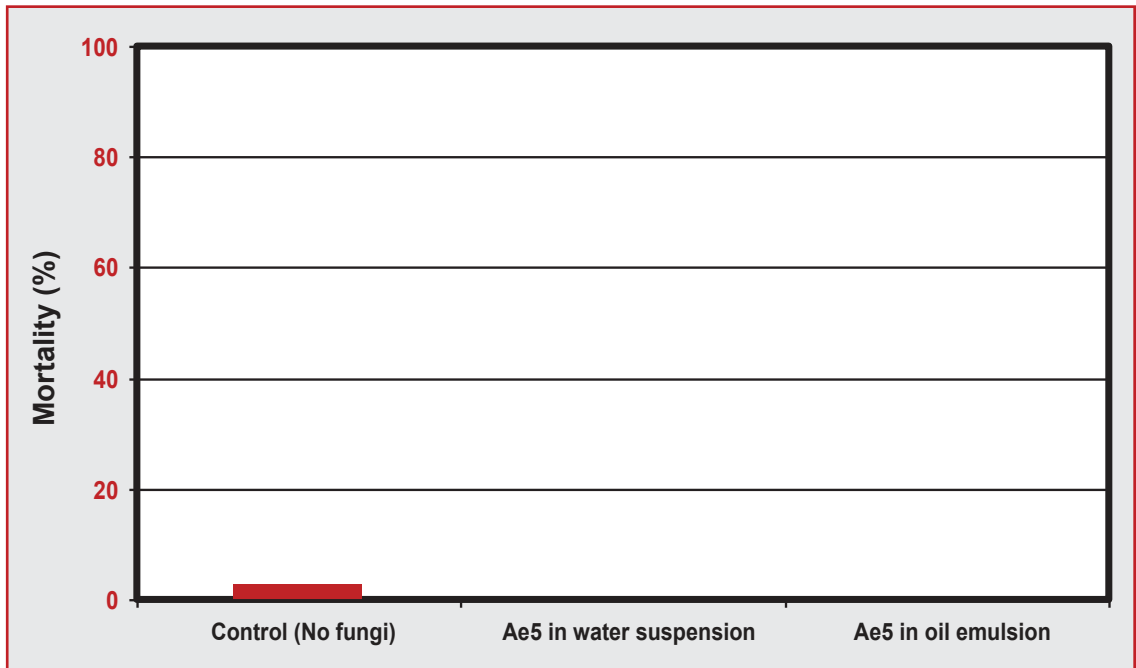 100
80
60
40
20
0
Mortality (%)
Control (No fungi)
Ae5 in water suspension
Ae5 in oil emulsion